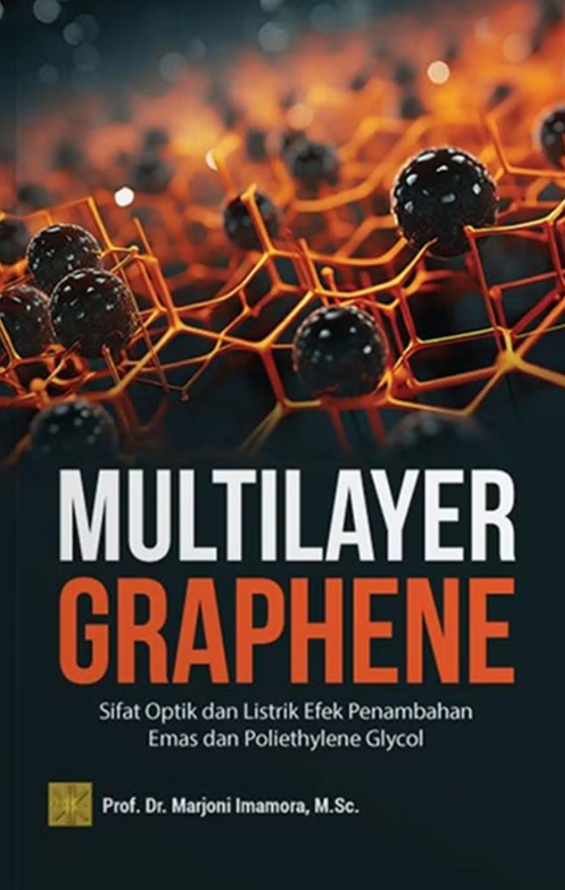 MULTILAYER
GRAPHENE
Sifat Optik dan Listrik Efek Penambahan
Emas dan Poliethylene Glycol
Prof. Dr. Marjoni Imamora, M.Sc.